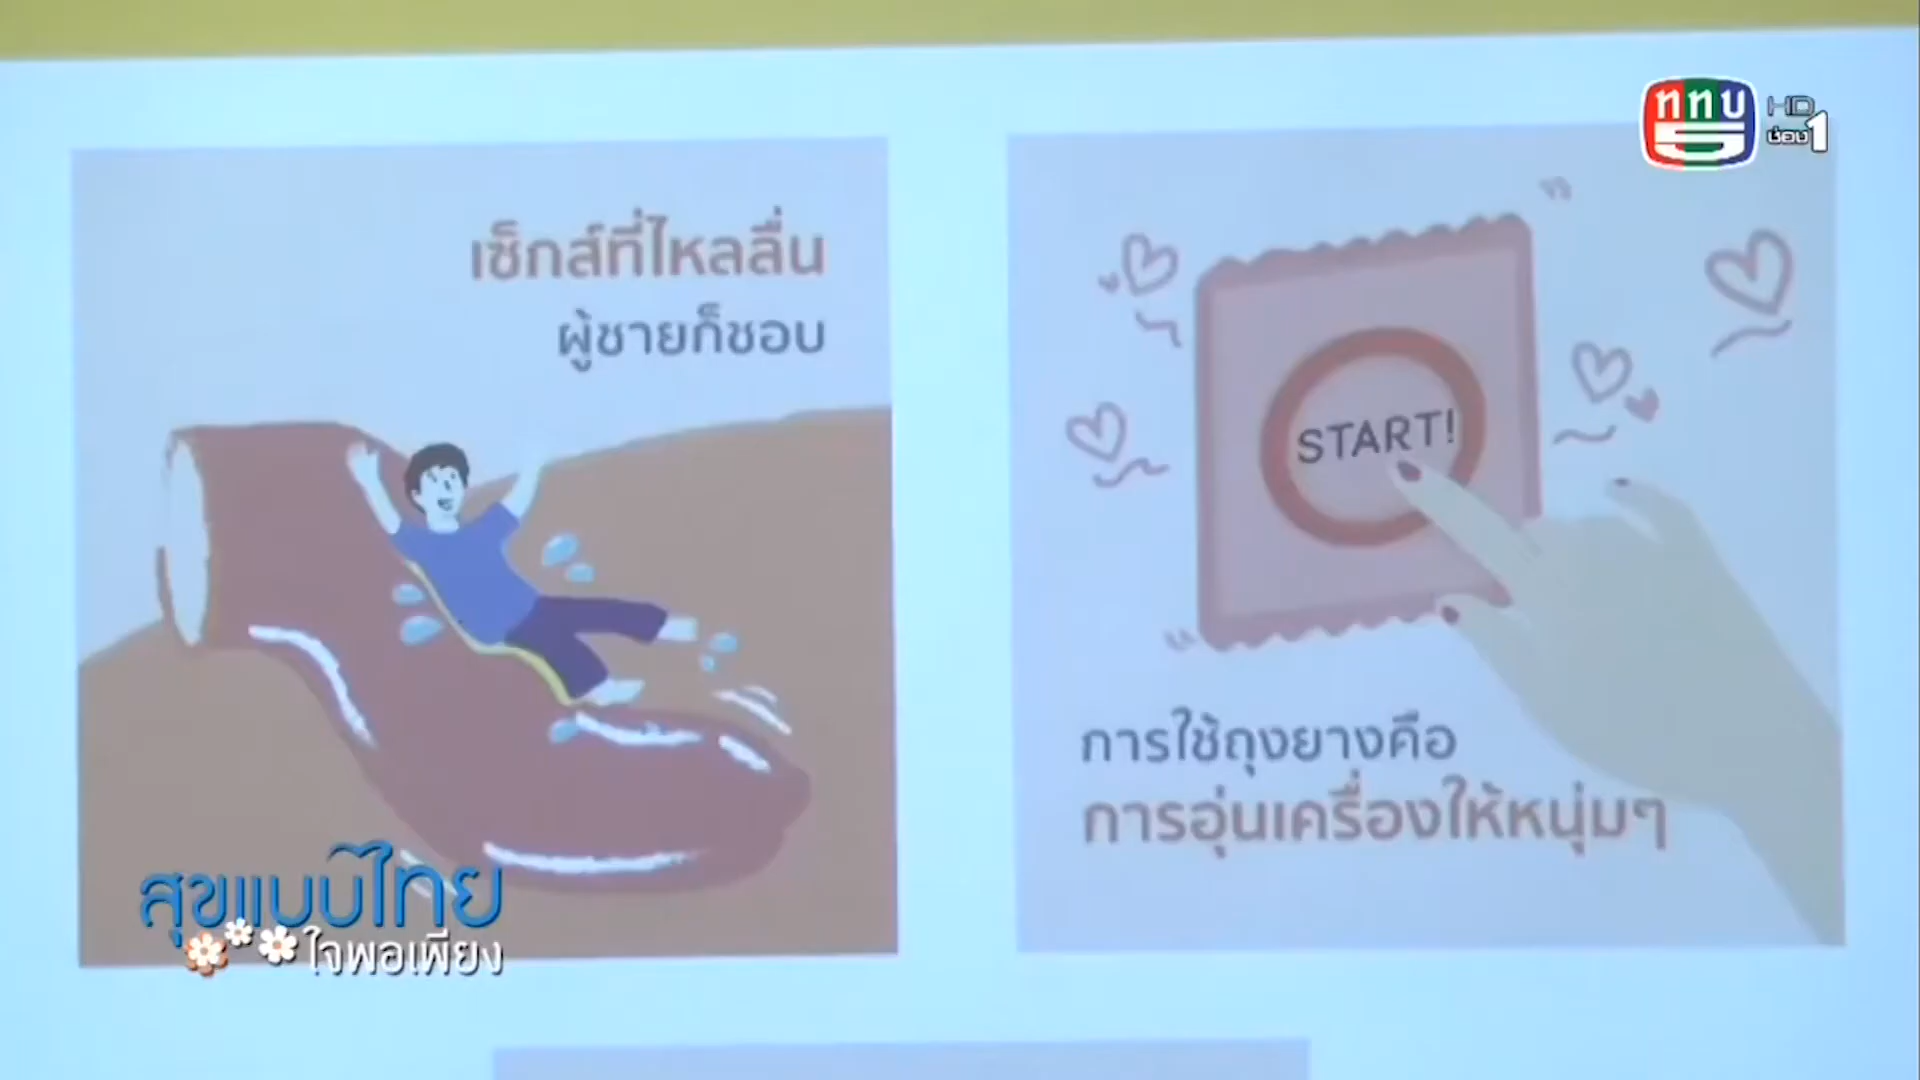 เซ็กส์ที่ไหลลื่น
ผู้ชายก็ชอบ
START!
การใช้ถุงยางคือ
การอุ่นเครื่องให้หนุ่มๆ
ททบ
5
HD
ช่อง1
สุขแบบไทย
ใจพอเพียง